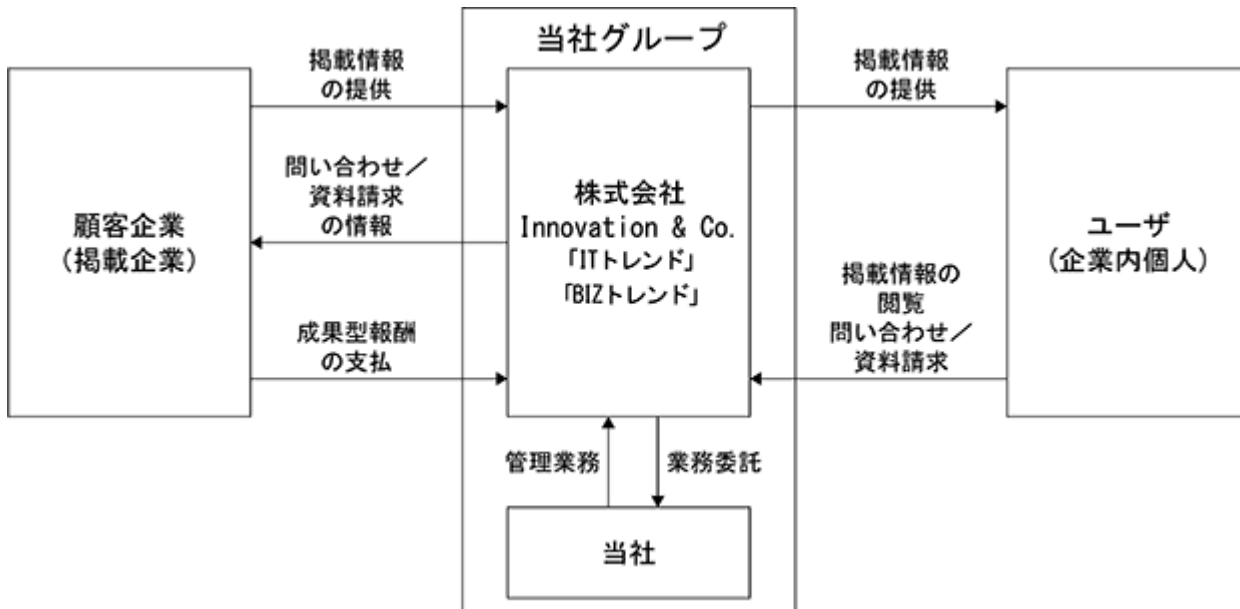 当社グループ
掲載情報
の提供
掲載情報
の提供
問い合わせ／
資料請求
の情報
顧客企業
(掲載企業)
株式会社
Innovation & Co.
「ITトレンド」
「BIZトレンド」
ユーザ
(企業内個人)
成果型報酬
の支払
掲載情報の
閲覧
問い合わせ／
資料請求
管理業務
業務委託
当社